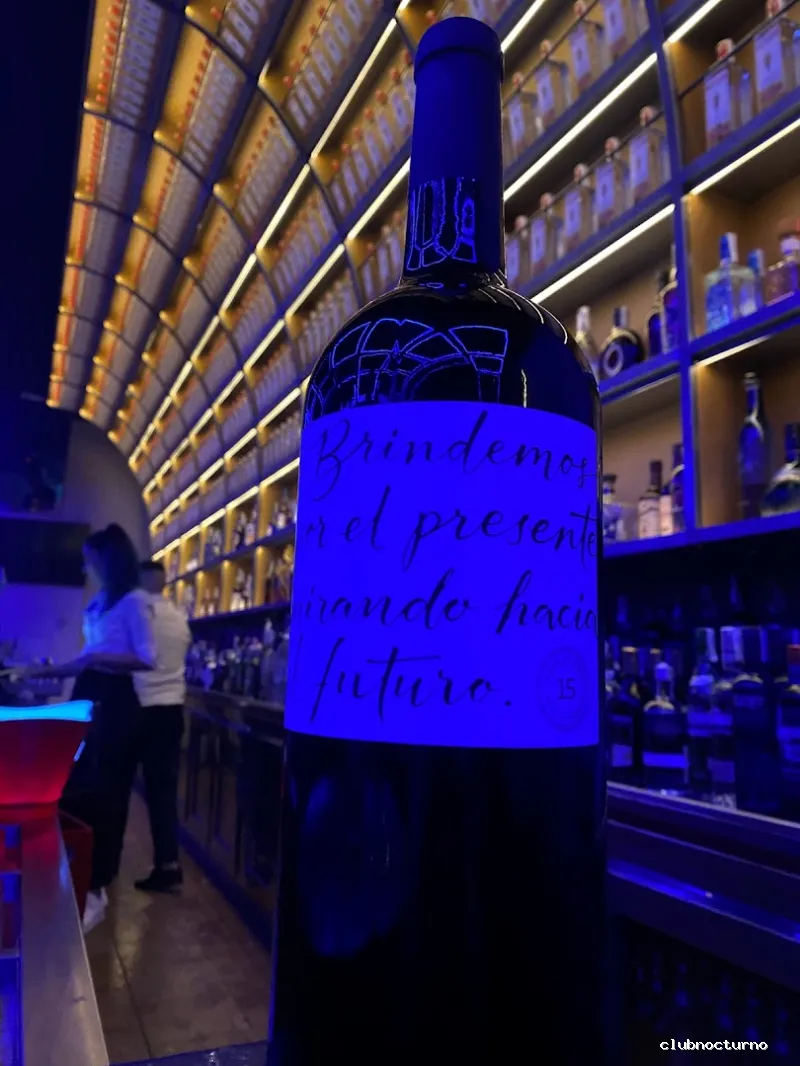 Brindemos
or el presente
irando hacia
futuro.
15
clubnocturno